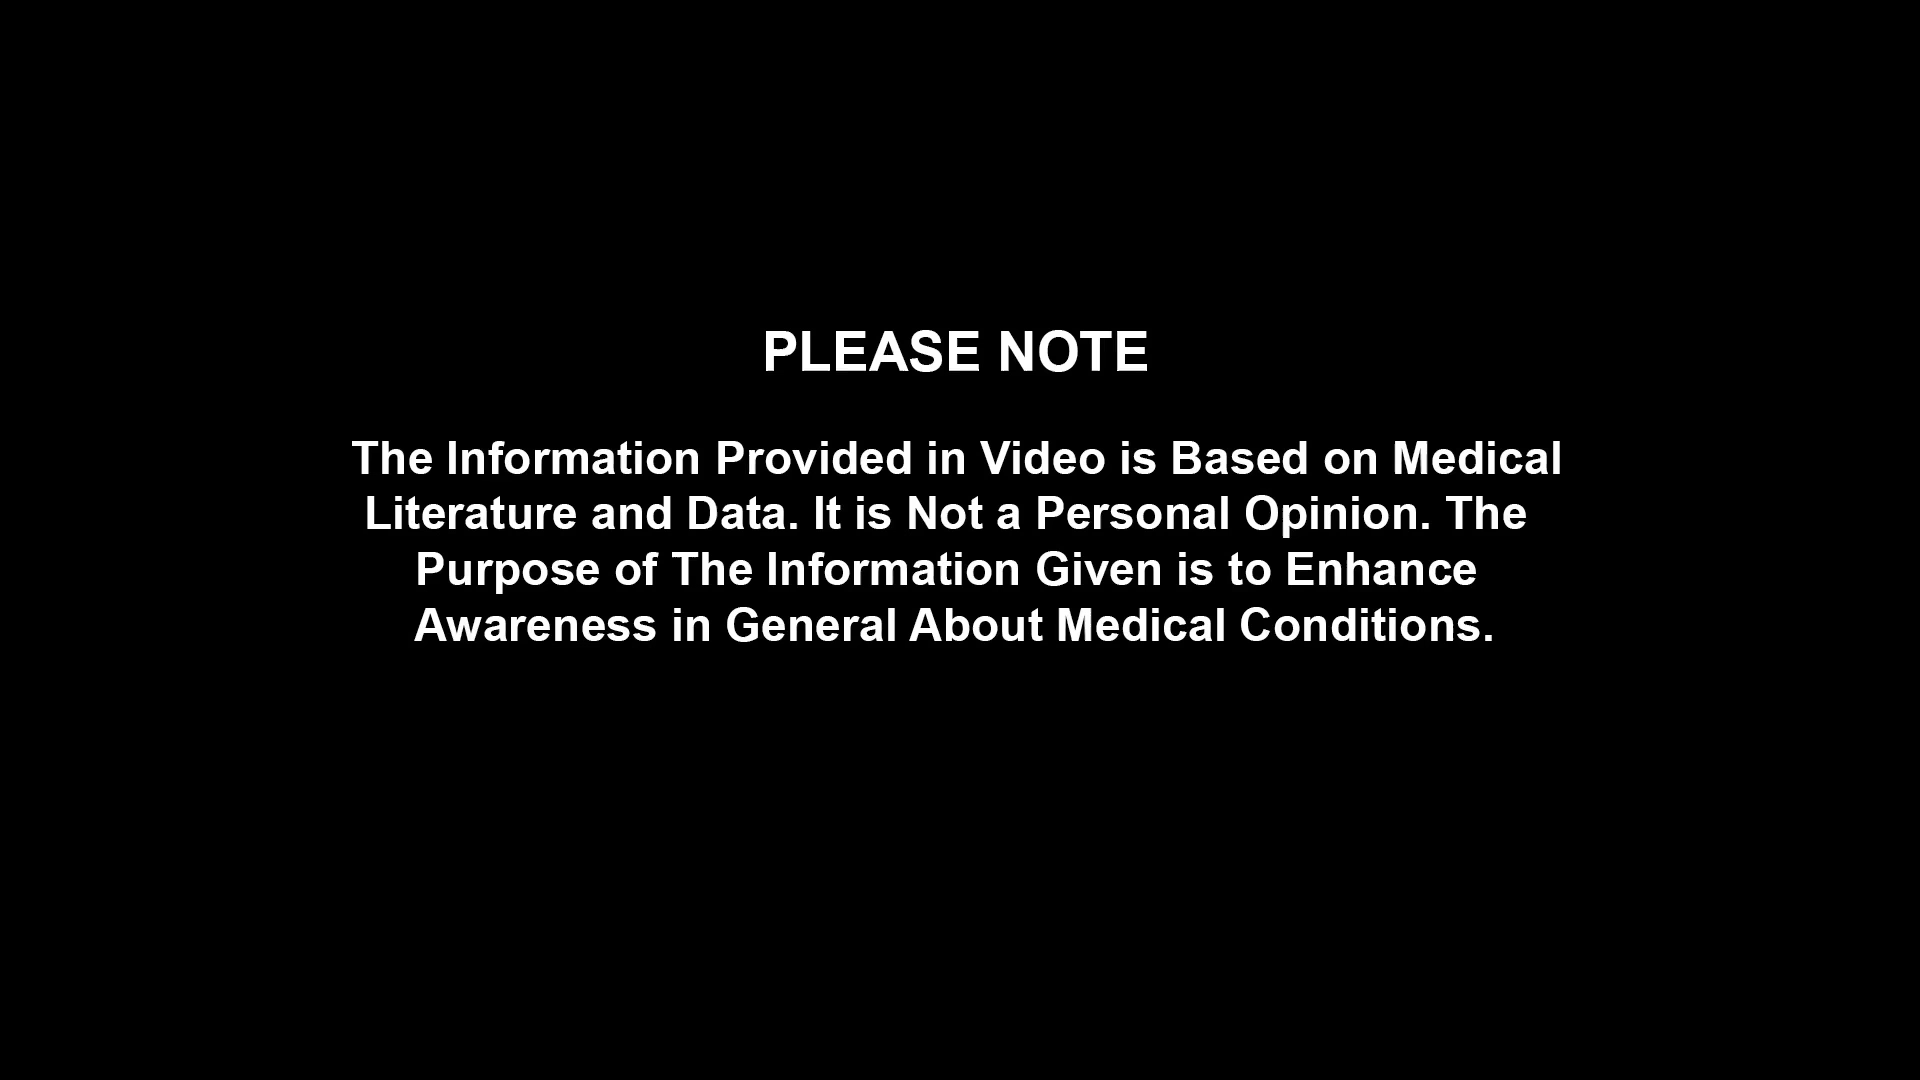 PLEASE NOTE
The Information Provided in Video is Based on Medical
Literature and Data. It is Not a Personal Opinion. The
Purpose of The Information Given is to Enhance
Awareness in General About Medical Conditions.